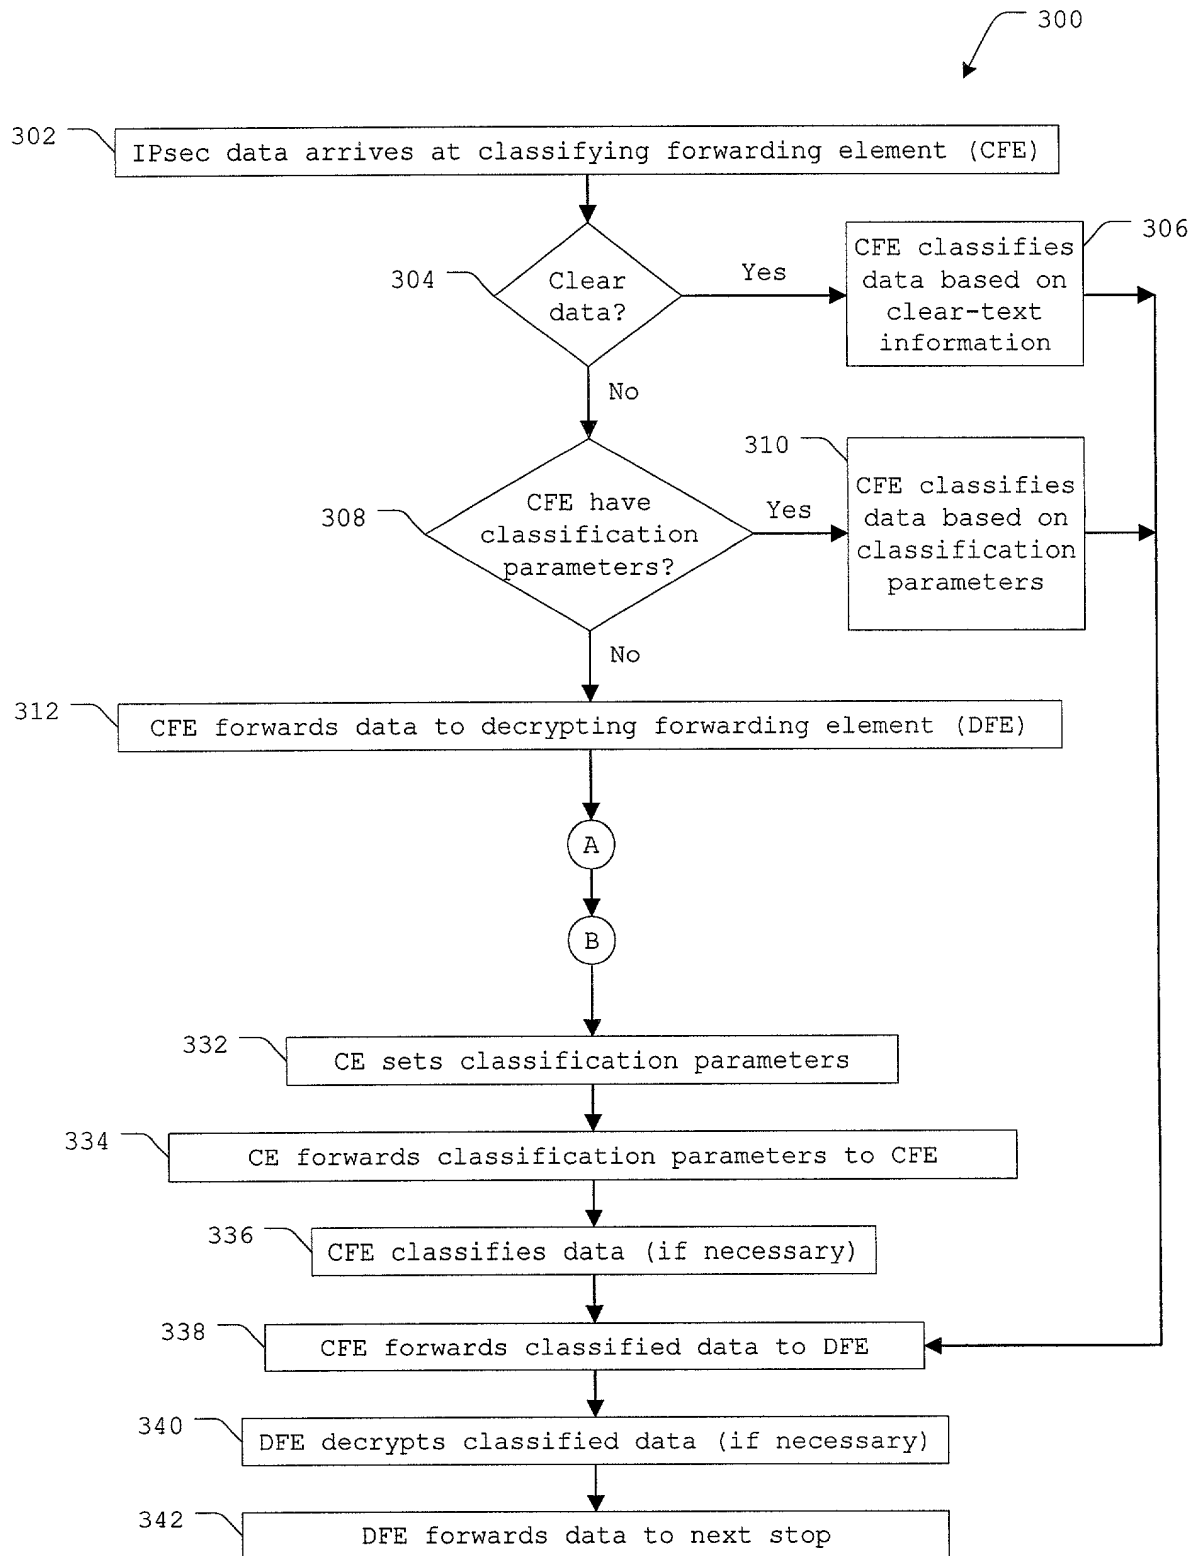 300
302
IPsec data arrives at classifying forwarding element (CFE)
304
Clear
data?
Yes
306
CFE classifies
data based on
clear-text
information
No
308
CFE have
classification
parameters?
Yes
310
CFE classifies
data based on
classification
parameters
No
312
CFE forwards data to decrypting forwarding element (DFE)
A
B
332
CE sets classification parameters
334
CE forwards classification parameters to CFE
336
CFE classifies data (if necessary)
338
CFE forwards classified data to DFE
340
DFE decrypts classified data (if necessary)
342
DFE forwards data to next stop